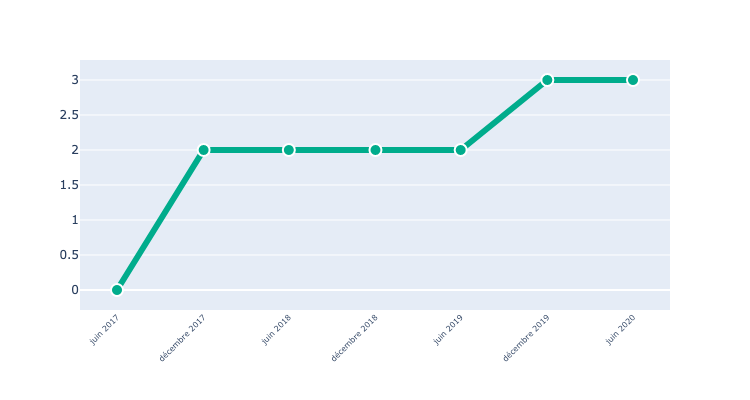 3
2.5
2
1.5
1
0.5
0
juin 2017
décembre 2017
juin 2018
décembre 2018
juin 2019
décembre 2019
juin 2020